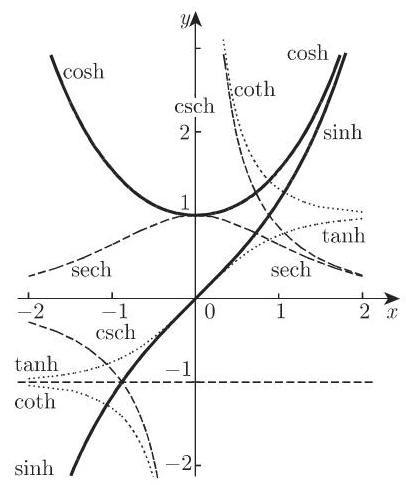 y
cosh
cosh
coth
csch
2
sinh
1
tanh
sech
sech
−2
−1
0
1
2
x
csch
tanh
−1
coth
sinh
−2